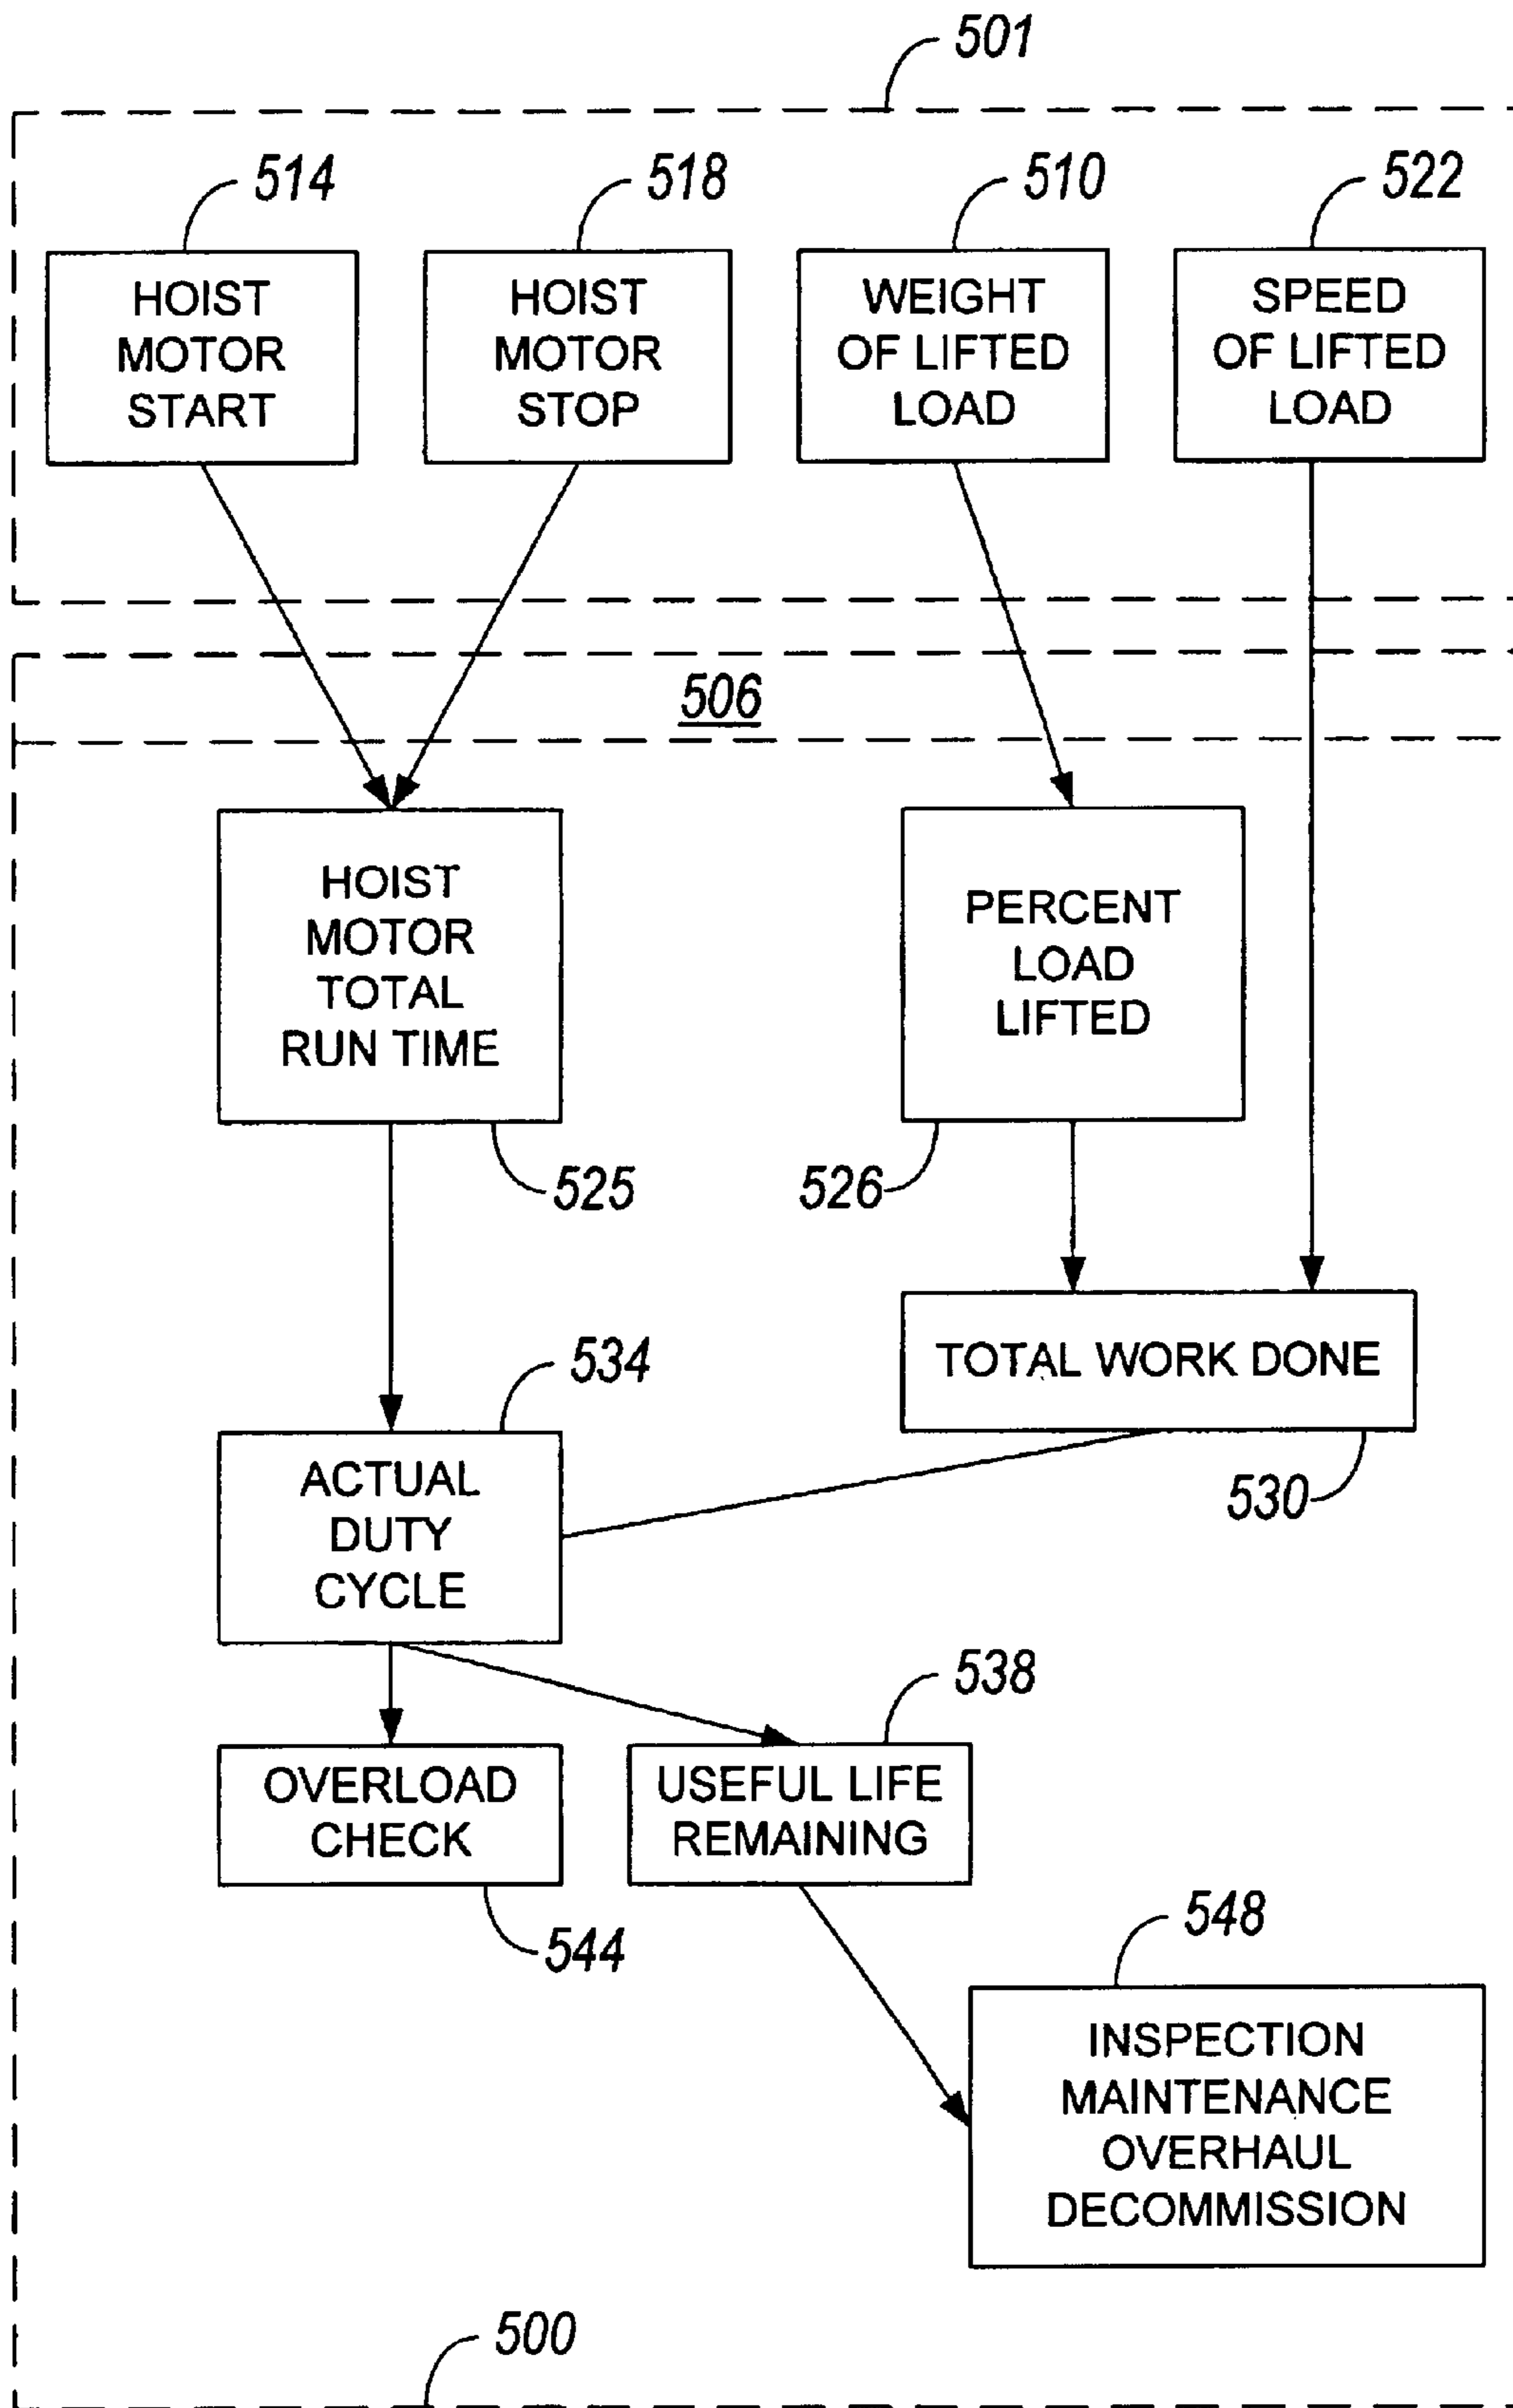 501
514
518
510
522
HOIST
MOTOR
START
HOIST
MOTOR
STOP
WEIGHT
OF LIFTED
LOAD
SPEED
OF LIFTED
LOAD
506
HOIST
MOTOR
TOTAL
RUN TIME
PERCENT
LOAD
LIFTED
525
526
TOTAL WORK DONE
534
530
ACTUAL
DUTY
CYCLE
538
OVERLOAD
CHECK
USEFUL LIFE
REMAINING
544
548
INSPECTION
MAINTENANCE
OVERHAUL
DECOMMISSION
500